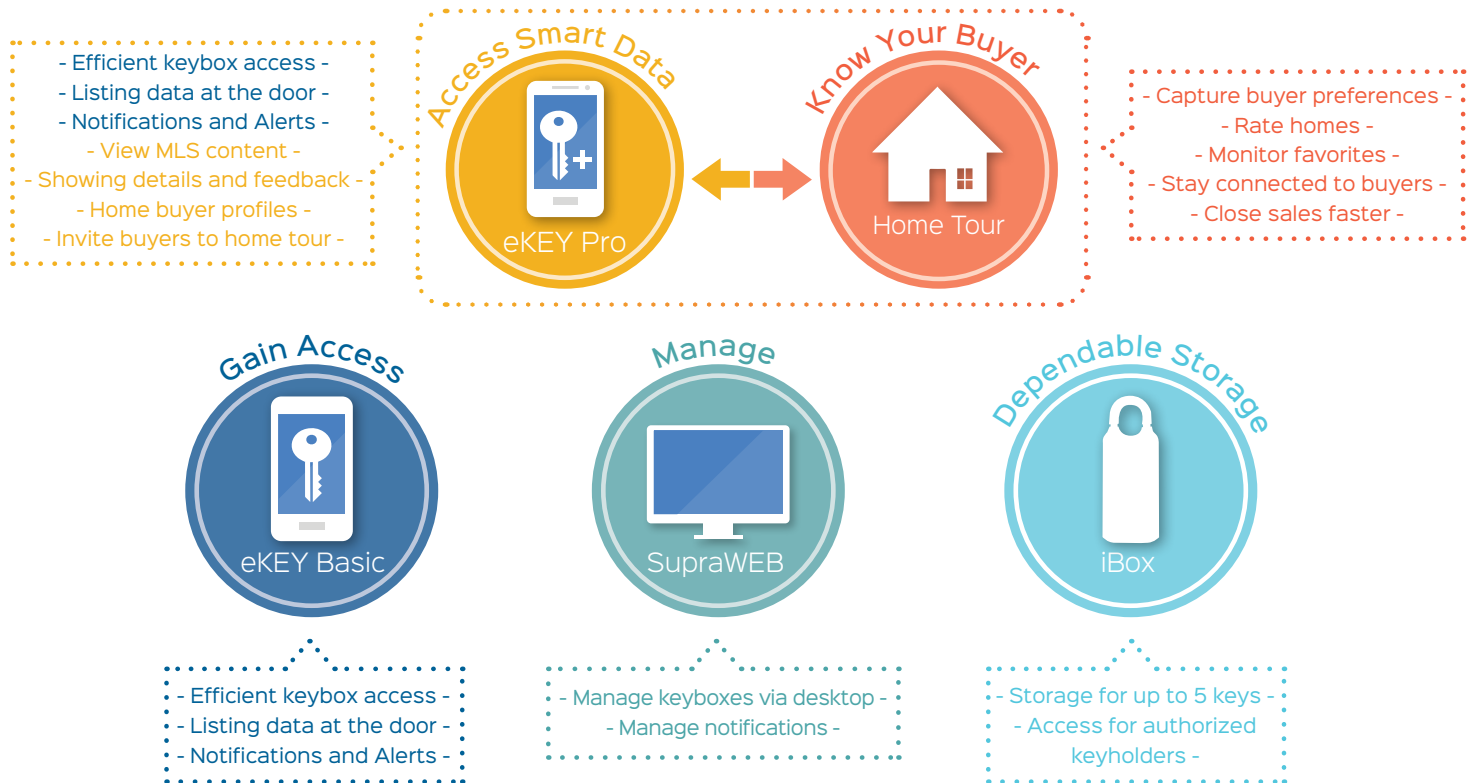 Access Smart Data
Know Your Buyer
- Efficient keybox access -
- Listing data at the door -
- Notifications and Alerts -
- View MLS content -
- Showing details and feedback -
- Home buyer profiles -
- Invite buyers to home tour -
eKEY Pro
Home Tour
- Capture buyer preferences -
- Rate homes -
- Monitor favorites -
- Stay connected to buyers -
- Close sales faster -
Gain Access
eKEY Basic
- Efficient keybox access -
- Listing data at the door -
- Notifications and Alerts -
Manage
SupraWEB
- Manage keyboxes via desktop -
- Manage notifications -
Dependable Storage
iBox
- Storage for up to 5 keys -
- Access for authorized
keyholders -